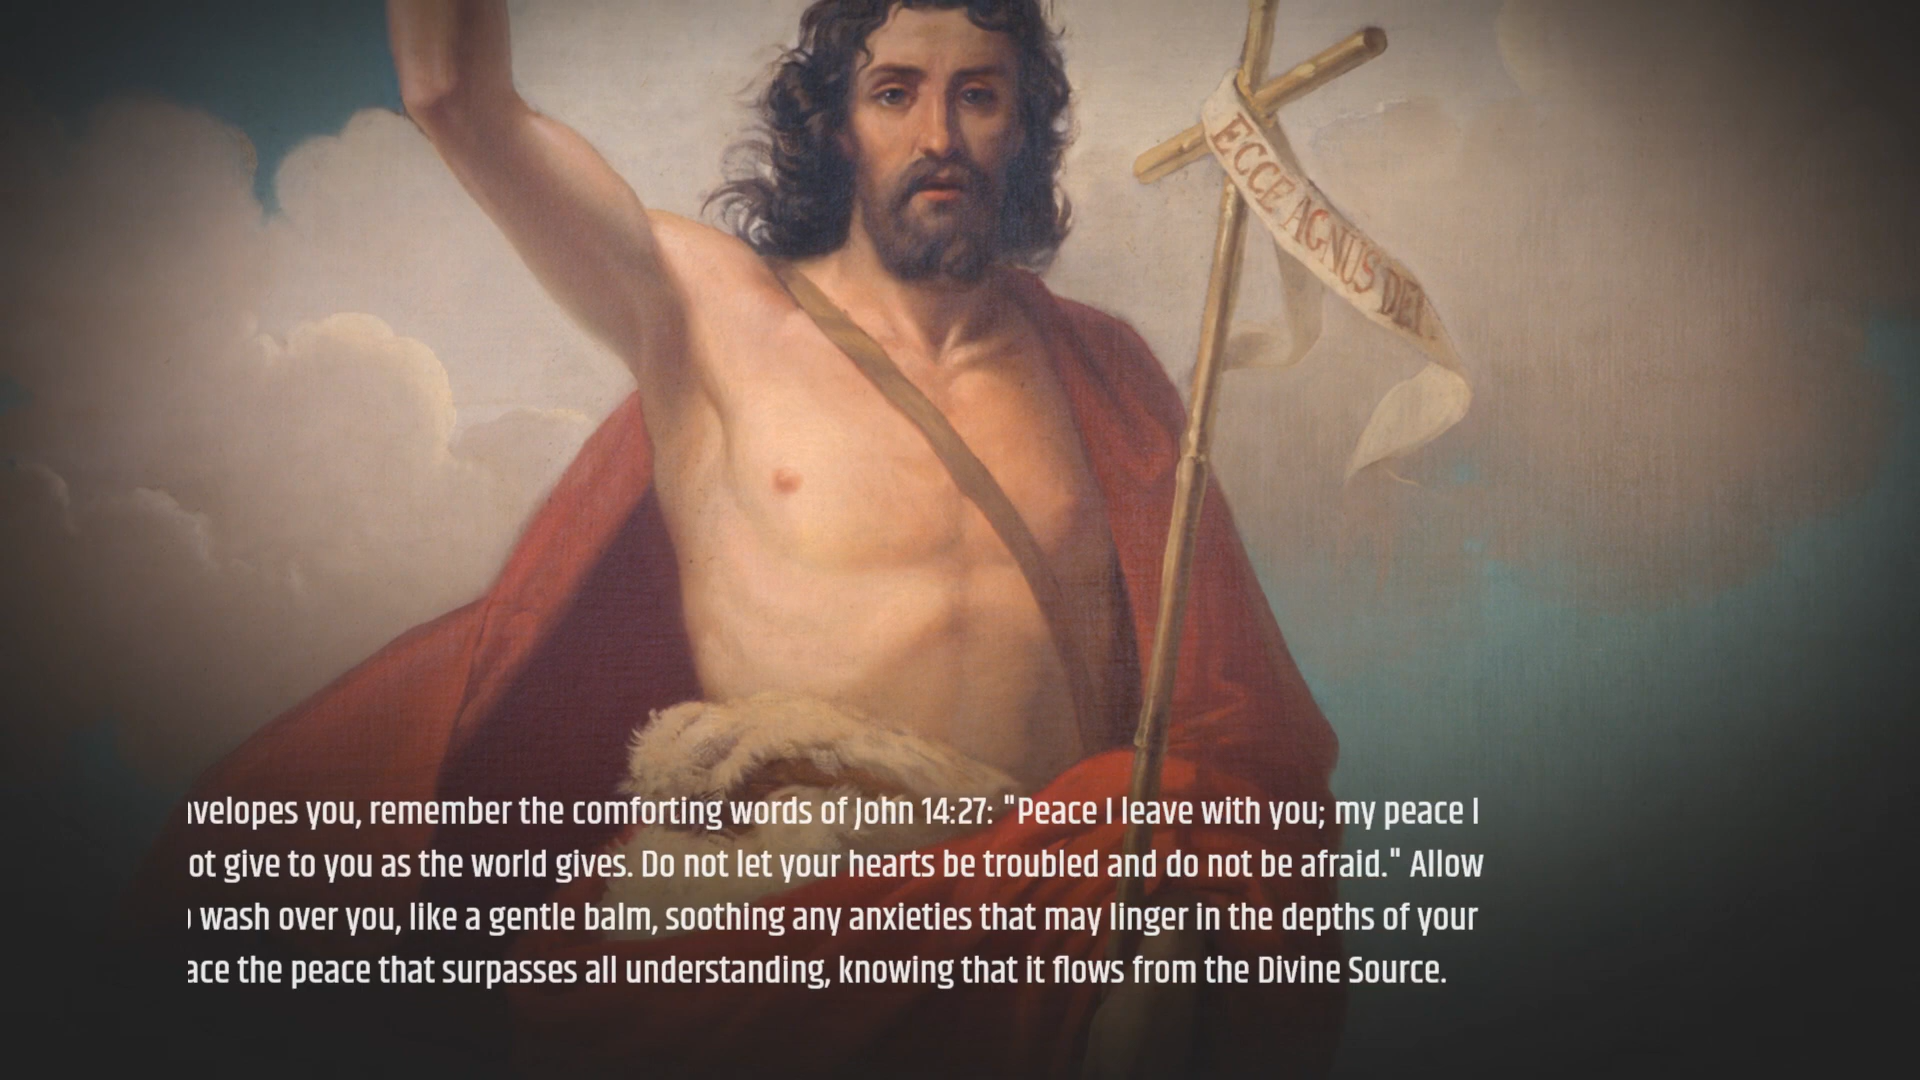 ECCE AGNUS DEI
velopes you, remember the comforting words of John 14:27: "Peace I leave with you; my peace I
ot give to you as the world gives. Do not let your hearts be troubled and do not be afraid." Allow
wash over you, like a gentle balm, soothing any anxieties that may linger in the depths of your
ace the peace that surpasses all understanding, knowing that it flows from the Divine Source.